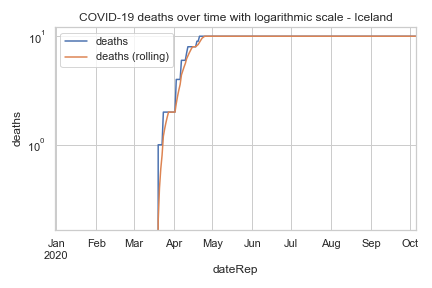 COVID-19 deaths over time with logarithmic scale - Iceland
deaths
deaths (rolling)
10¹
10⁰
deaths
Jan Feb Mar Apr May Jun Jul Aug Sep Oct
2020
dateRep